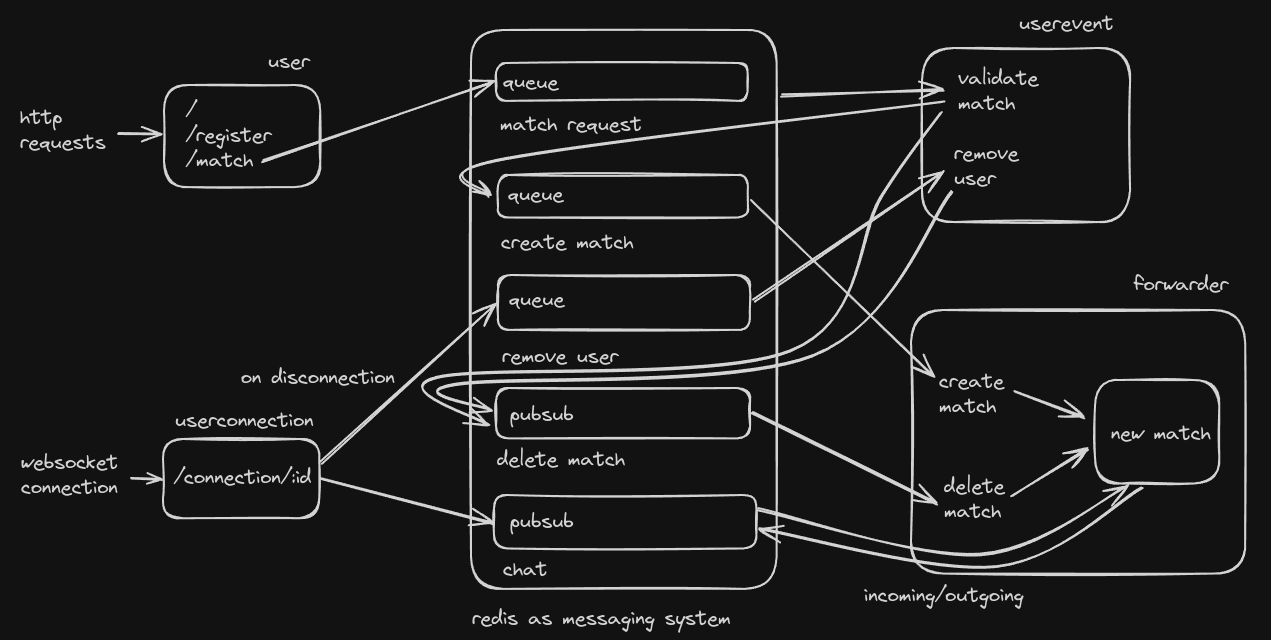 userevent
user
http
requests
/
/register
/match
queue
match request
validate
match
remove
user
queue
create match
queue
remove user
forwarder
on disconnection
userconnection
websocket
connection
/connection/:id
pubsub
delete match
create
match
new match
delete
match
pubsub
chat
incoming/outgoing
redis as messaging system